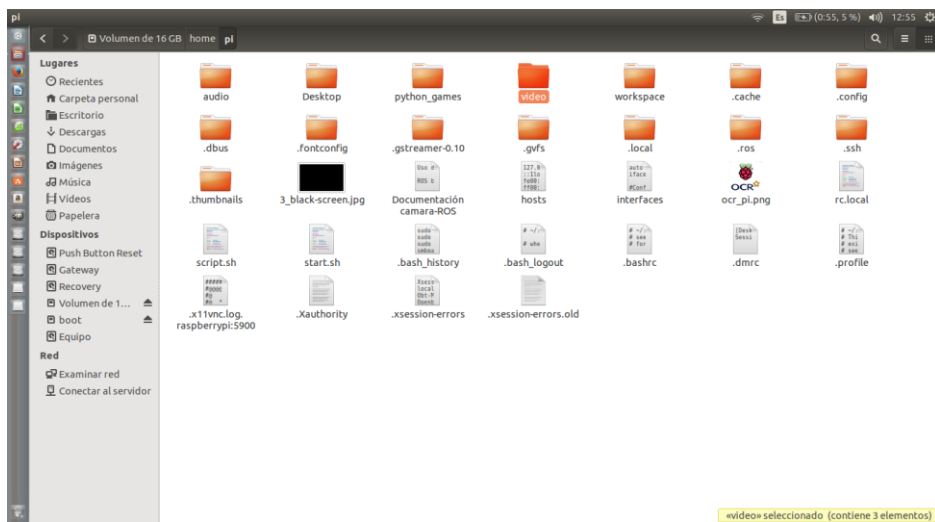 pi
Es (0:55, 5 %) 12:55
Volumen de 16 GB home pi
Lugares
Recientes
Carpeta personal
Escritorio
Descargas
Documentos
Imágenes
Música
Vídeos
Papelera
Dispositivos
Push Button Reset
Gateway
Recovery
Volumen de 1...
boot
Equipo
Red
Examinar red
Conectar al servidor
audio
Desktop
python_games
video
workspace
.cache
.config
.dbus
.fontconfig
.gstreamer-0.10
.gvfs
.local
.ros
.ssh
.thumbnails
3_black-screen.jpg
Documentación
camara-ROS
hosts
interfaces
OCR
ocr_pi.png
rc.local
script.sh
start.sh
.bash_history
.bash_logout
.bashrc
.dmrc
.profile
.x11vnc.log.
raspberrypi:5900
.Xauthority
.xsession-errors
.xsession-errors.old
«video» seleccionado (contiene 3 elementos)